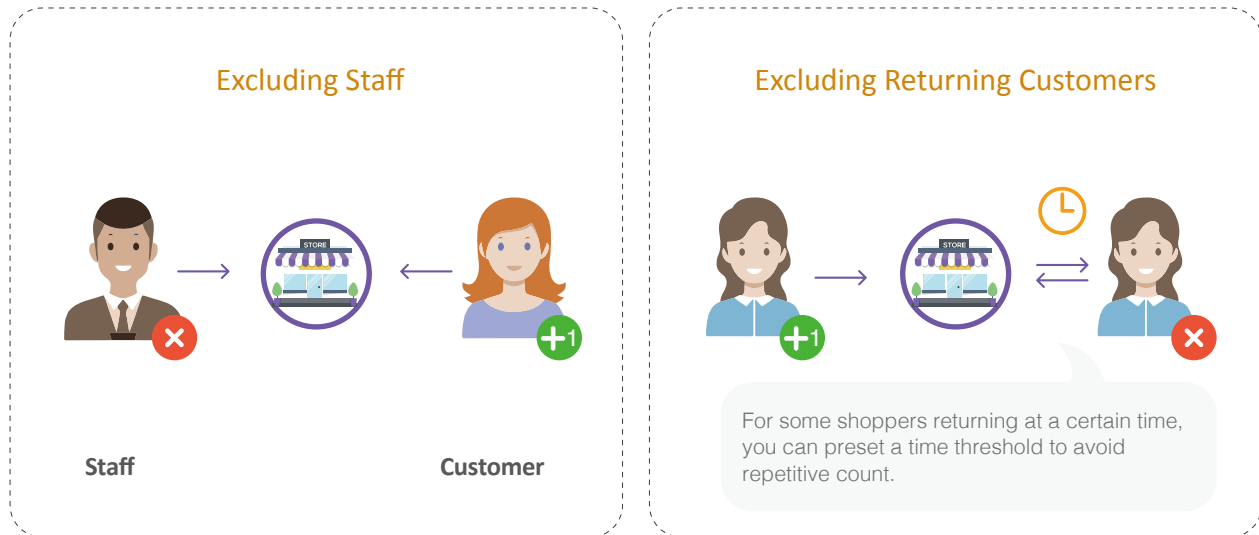 Excluding Staff
STORE
+1
Staff
Customer
Excluding Returning Customers
STORE
+1
For some shoppers returning at a certain time,
you can preset a time threshold to avoid
repetitive count.